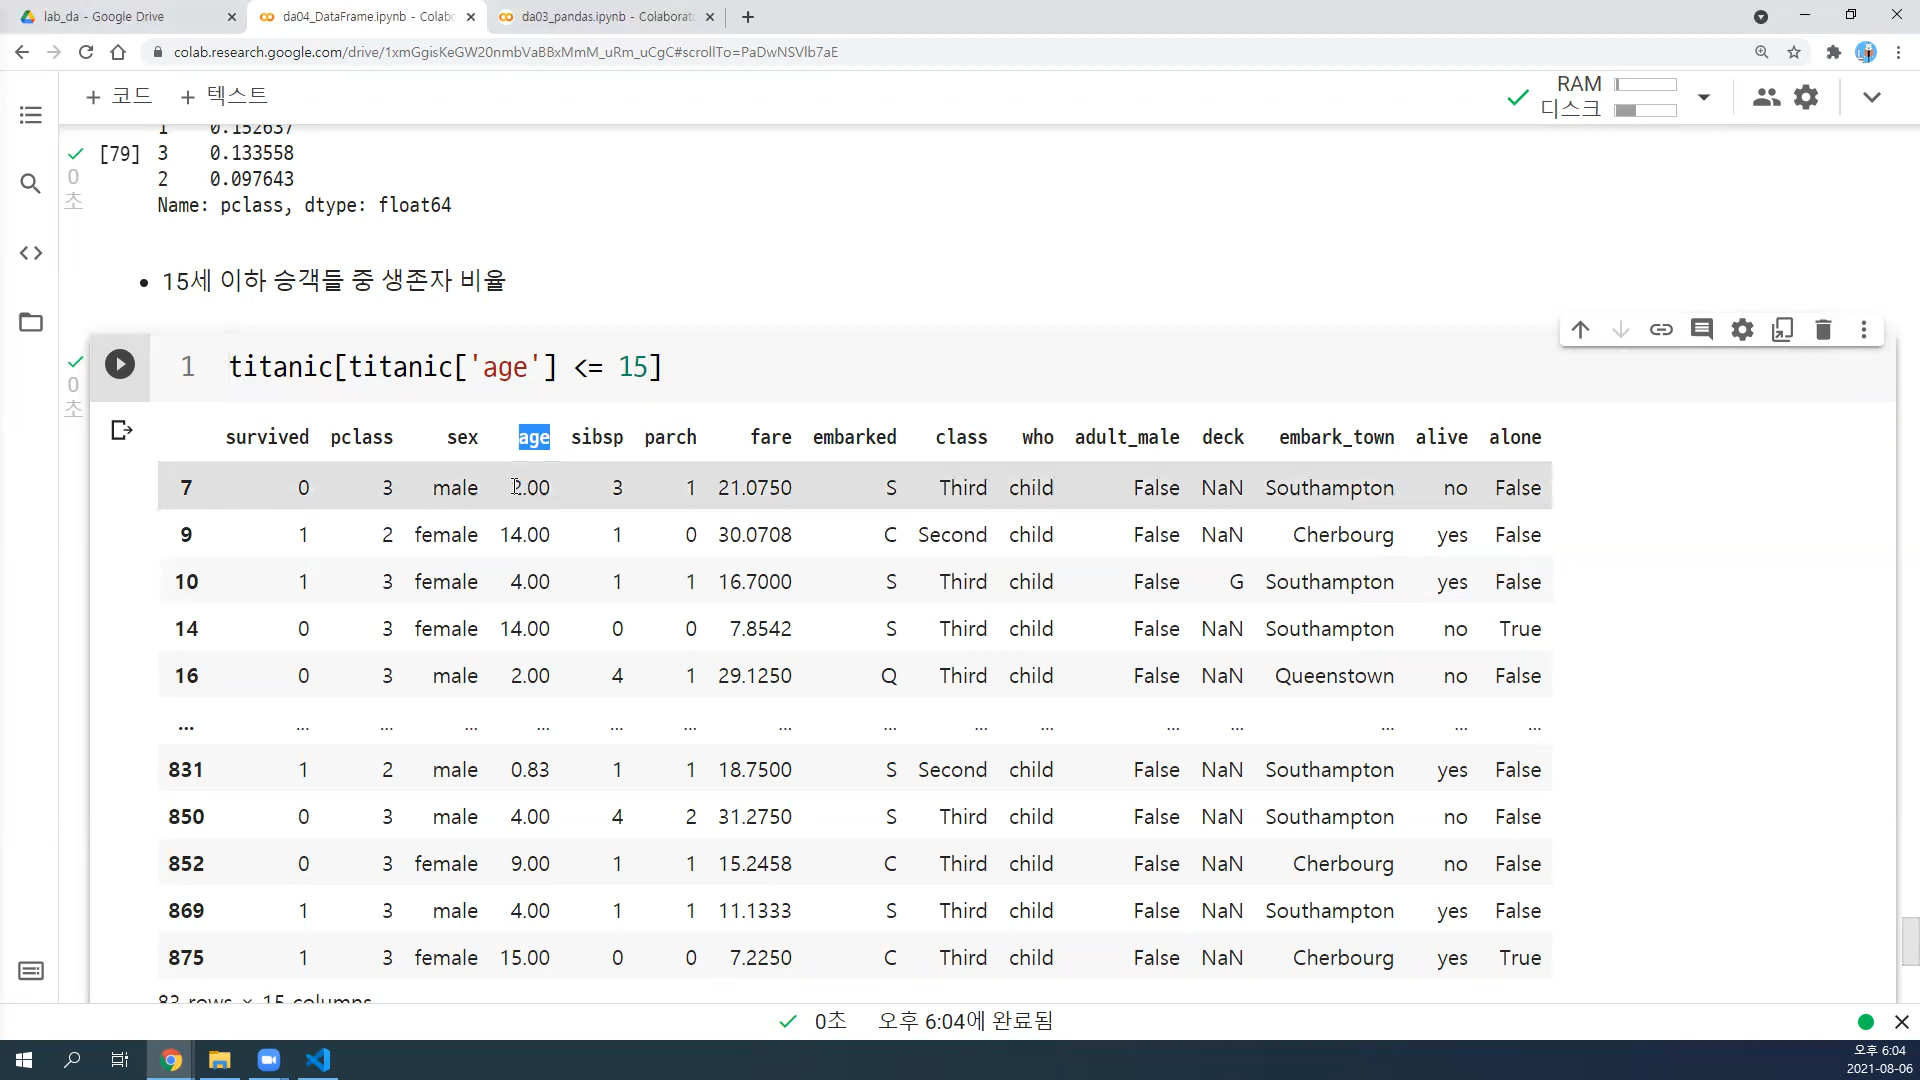 lab_da - Google Drive
da04_DataFrame.ipynb - Colab
da03_pandas.ipynb - Colaborat
colab.research.google.com/drive/1xmGgisKeGW20nmbVaBBxMmM_uRm_uCgC#scrollTo=PaDwNSVlb7aE
+ 코드 + 텍스트
RAM
디스크
1 0.152637
[79] 3 0.133558
0
초
2 0.097643
Name: pclass, dtype: float64
• 15세 이하 승객들 중 생존자 비율
0
초
1 titanic[titanic['age'] <= 15]
survived pclass sex age sibsp parch fare embarked class who adult_male deck embark_town alive alone
7 0 3 male 2.00 3 1 21.0750 S Third child False NaN Southampton no False
9 1 2 female 14.00 1 0 30.0708 C Second child False NaN Cherbourg yes False
10 1 3 female 4.00 1 1 16.7000 S Third child False G Southampton yes False
14 0 3 female 14.00 0 0 7.8542 S Third child False NaN Southampton no True
16 0 3 male 2.00 4 1 29.1250 Q Third child False NaN Queenstown no False
... ... ... ... ... ... ... ... ... ... ... ... ... ... ... ...
831 1 2 male 0.83 1 1 18.7500 S Second child False NaN Southampton yes False
850 0 3 male 4.00 4 2 31.2750 S Third child False NaN Southampton no False
852 0 3 female 9.00 1 1 15.2458 C Third child False NaN Cherbourg no False
869 1 3 male 4.00 1 1 11.1333 S Third child False NaN Southampton yes False
875 1 3 female 15.00 0 0 7.2250 C Third child False NaN Cherbourg yes True
83 rows × 15 columns
0초 오후 6:04에 완료됨
오후 6:04
2021-08-06